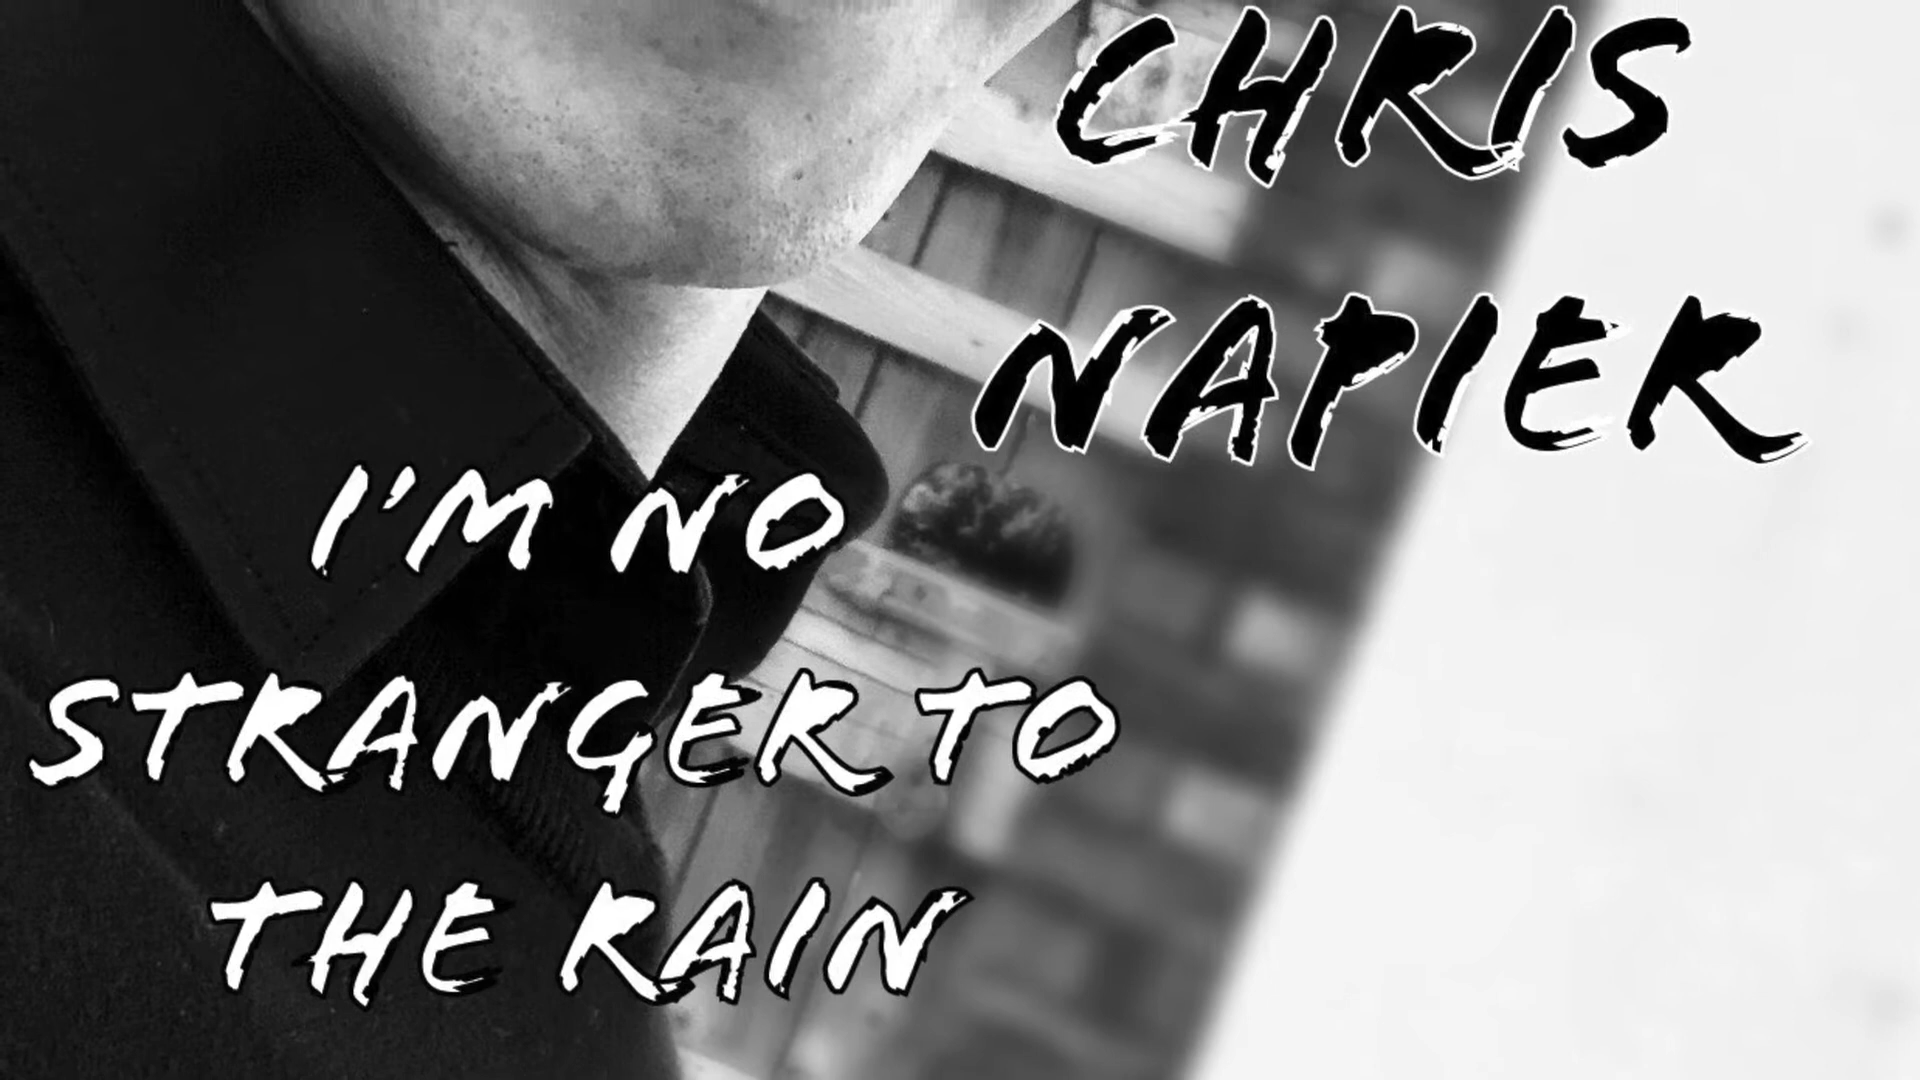 CHRIS
NAPIER
I'M NO
STRANGER TO
THE RAIN